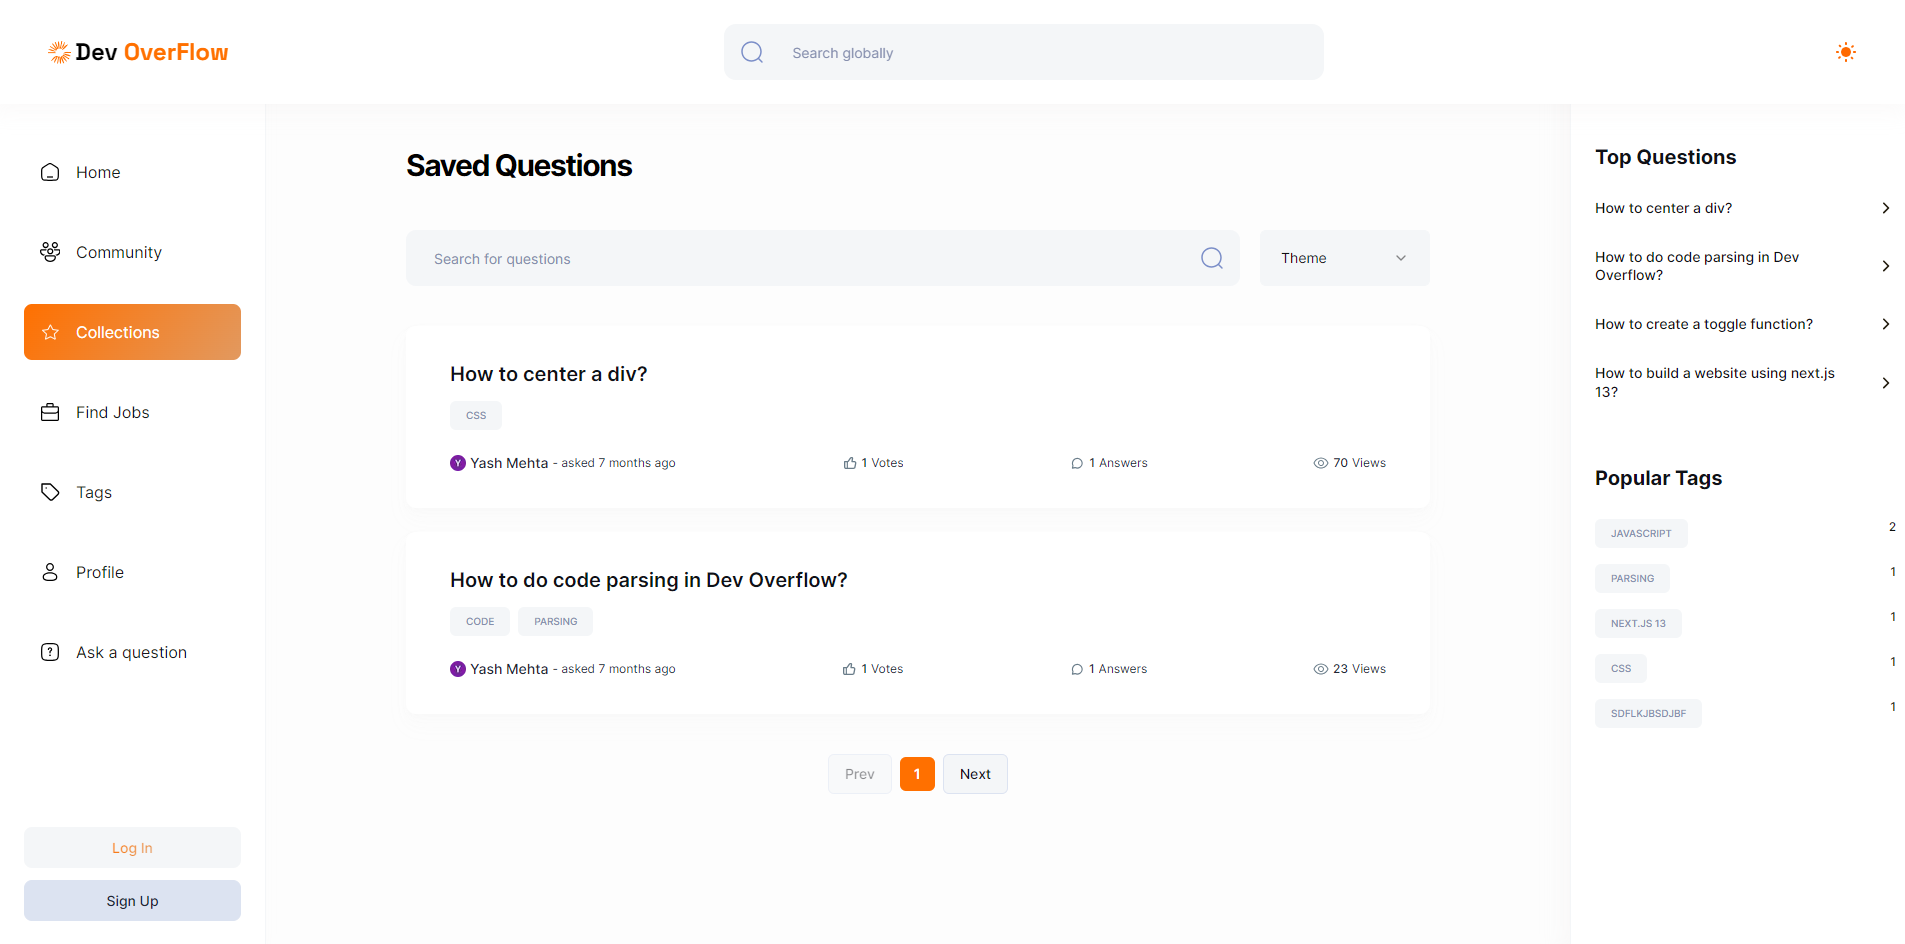 Dev OverFlow
Search globally
Home
Community
Collections
Find Jobs
Tags
Profile
Ask a question
Log In
Sign Up
Saved Questions
Search for questions
Theme
How to center a div?
CSS
Y Yash Mehta - asked 7 months ago
1 Votes
1 Answers
70 Views
How to do code parsing in Dev Overflow?
CODE
PARSING
Y Yash Mehta - asked 7 months ago
1 Votes
1 Answers
23 Views
Prev
1
Next
Top Questions
How to center a div?
How to do code parsing in Dev
Overflow?
How to create a toggle function?
How to build a website using next.js
13?
Popular Tags
JAVASCRIPT 2
PARSING 1
NEXT.JS 13 1
CSS 1
SDFLKJBSDJBF 1